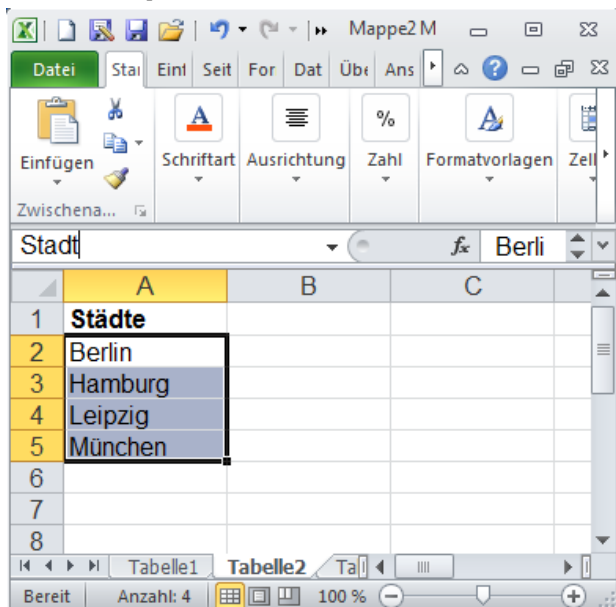 Mappe2 M
Datei Star Einf Seit For Dat Übe Ans
Einfügen Schriftart Ausrichtung % Zahl Formatvorlagen Zell
Zwischena...
Stadt fx Berli
A B C
1 Städte
2 Berlin
3 Hamburg
4 Leipzig
5 München
6
7
8
Tabelle1 Tabelle2 Ta
Bereit Anzahl: 4 100 %